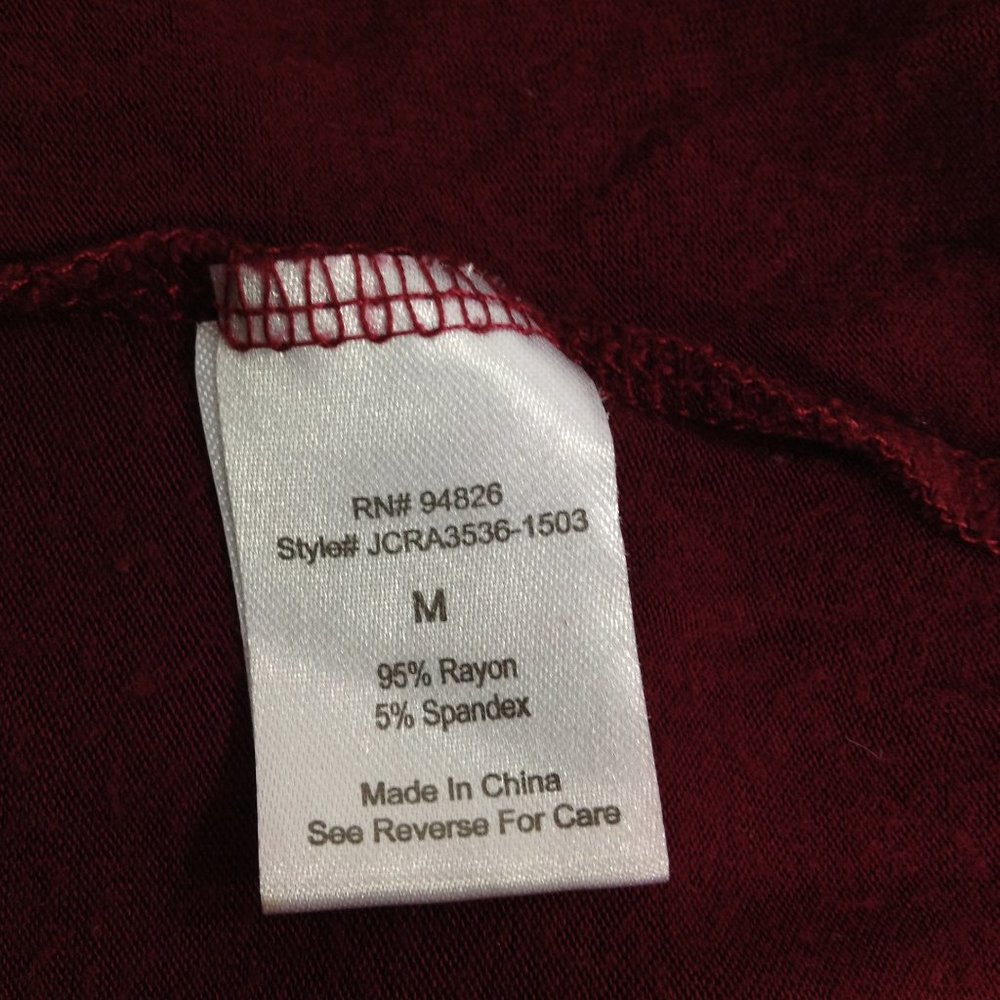 RN# 94826
Style# JCRA3536-1503
M
95% Rayon
5% Spandex
Made In China
See Reverse For Care